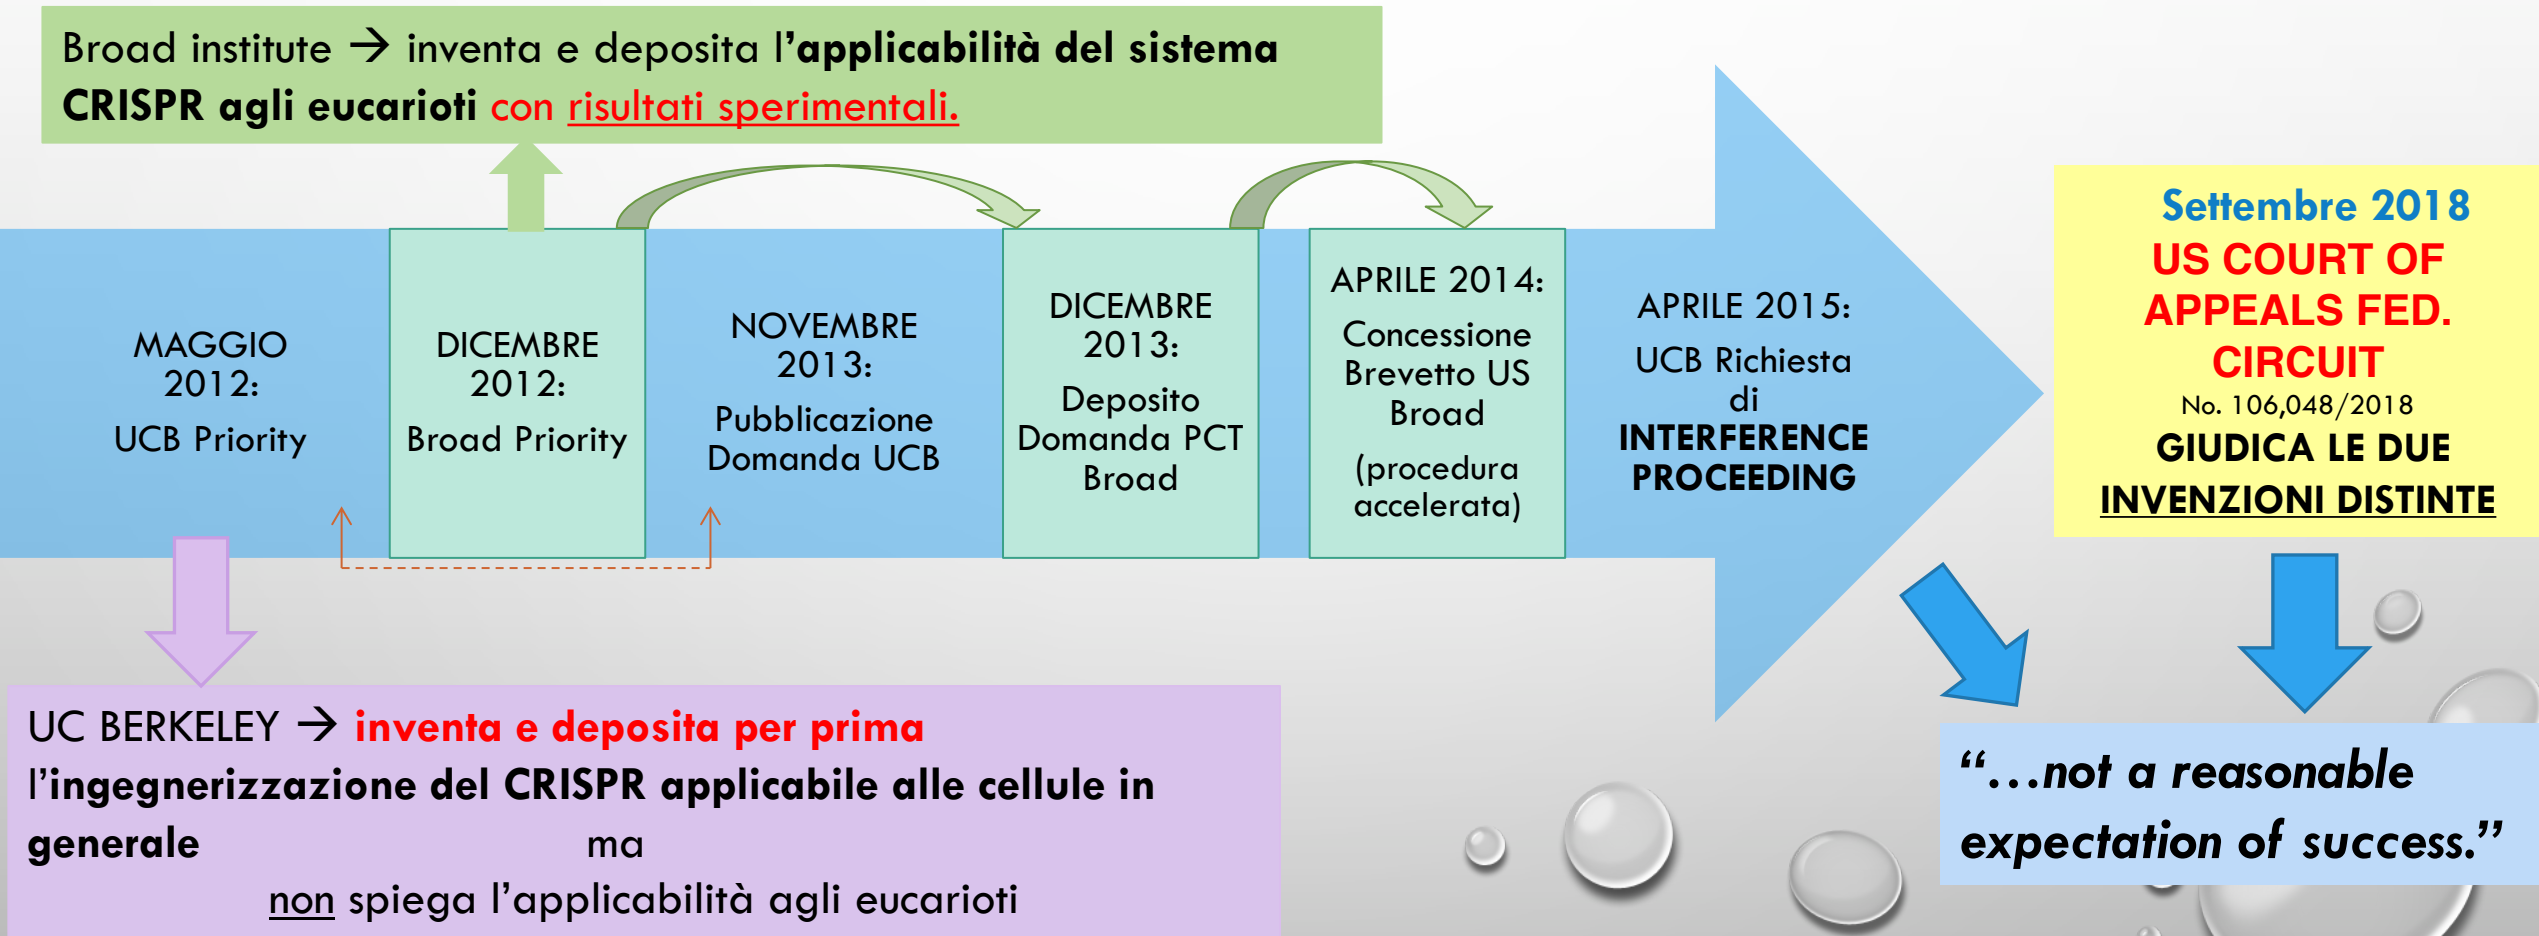 Broad institute → inventa e deposita l’applicabilità del sistema
CRISPR agli eucarioti con risultati sperimentali.
MAGGIO
2012:
UCB Priority
DICEMBRE
2012:
Broad Priority
NOVEMBRE
2013:
Pubblicazione
Domanda UCB
DICEMBRE
2013:
Deposito
Domanda PCT
Broad
APRILE 2014:
Concessione
Brevetto US
Broad
(procedura
accelerata)
APRILE 2015:
UCB Richiesta
di
INTERFERENCE
PROCEEDING
Settembre 2018
US COURT OF
APPEALS FED.
CIRCUIT
No. 106,048/2018
GIUDICA LE DUE
INVENZIONI DISTINTE
UC BERKELEY → inventa e deposita per prima
l’ingegnerizzazione del CRISPR applicabile alle cellule in
generale ma
non spiega l’applicabilità agli eucarioti
“…not a reasonable
expectation of success.”